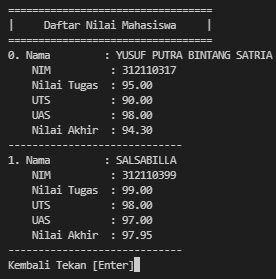 ==================================
|     Daftar Nilai Mahasiswa     |
==================================
0. Nama         : YUSUF PUTRA BINTANG SATRIA
    NIM          : 312110317
    Nilai Tugas  : 95.00
    UTS          : 90.00
    UAS          : 98.00
    Nilai Akhir  : 94.30
-----------------------------
1. Nama         : SALSABILLA
    NIM          : 312110399
    Nilai Tugas  : 99.00
    UTS          : 98.00
    UAS          : 97.00
    Nilai Akhir  : 97.95
-----------------------------
Kembali Tekan [Enter]